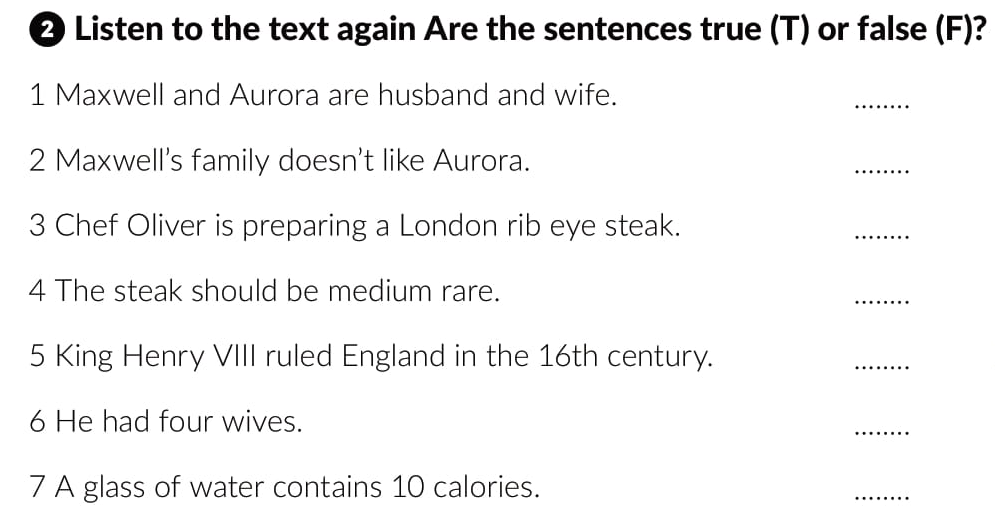 2 Listen to the text again Are the sentences true (T) or false (F)?
1 Maxwell and Aurora are husband and wife. ........
2 Maxwell's family doesn't like Aurora. ........
3 Chef Oliver is preparing a London rib eye steak. ........
4 The steak should be medium rare. ........
5 King Henry VIII ruled England in the 16th century. ........
6 He had four wives. ........
7 A glass of water contains 10 calories. ........